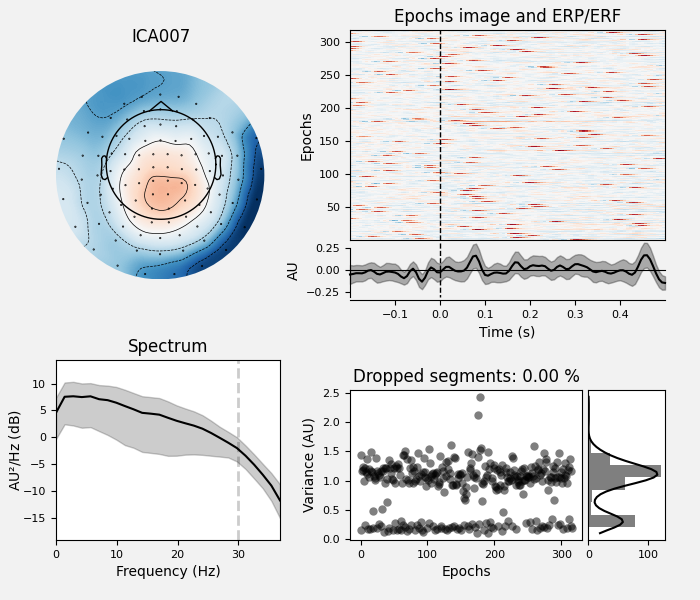 ICA007
Epochs image and ERP/ERF
Epochs
300
250
200
150
100
50
AU
0.25
0.00
−0.25
−0.1 0.0 0.1 0.2 0.3 0.4
Time (s)
Spectrum
AU²/Hz (dB)
10
5
0
−5
−10
−15
0 10 20 30
Frequency (Hz)
Dropped segments: 0.00 %
Variance (AU)
2.5
2.0
1.5
1.0
0.5
0.0
0 100 200 300
Epochs
0 100